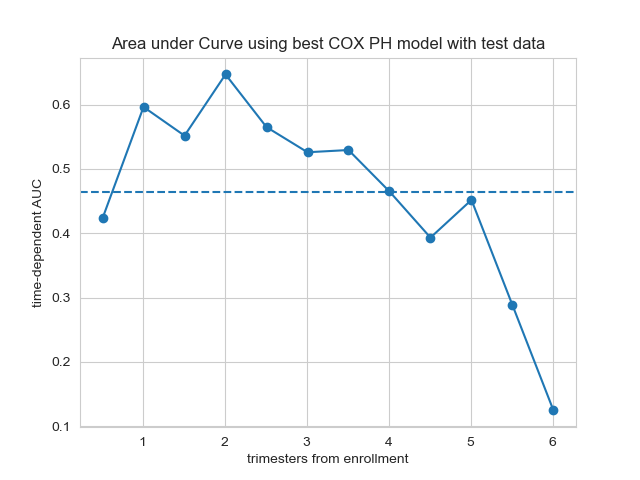 Area under Curve using best COX PH model with test data
time-dependent AUC
0.6
0.5
0.4
0.3
0.2
0.1
1 2 3 4 5 6
trimesters from enrollment